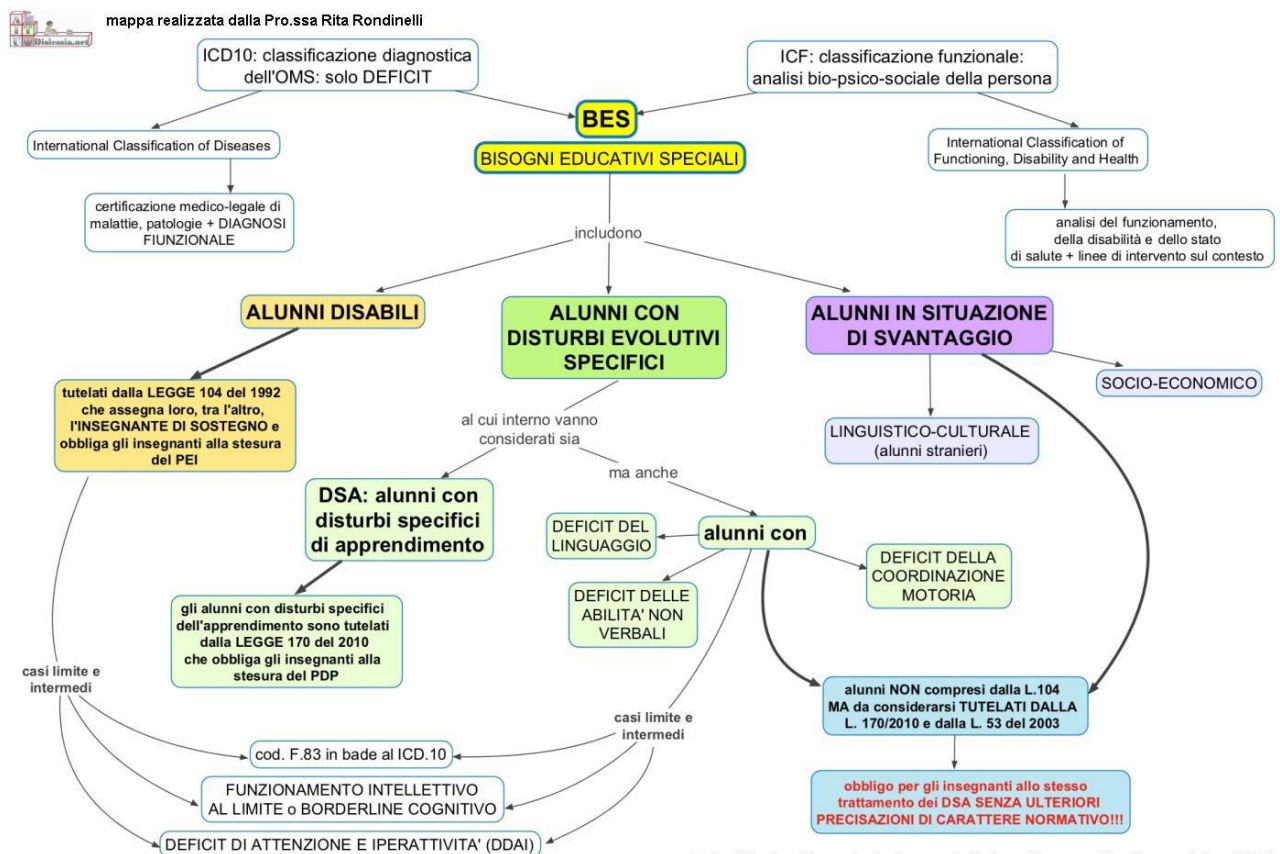 mappa realizzata dalla Pro.ssa Rita Rondinelli
Dislessia.net
ICD10: classificazione diagnostica
dell'OMS: solo DEFICIT
ICF: classificazione funzionale:
analisi bio-psico-sociale della persona
BES
BISOGNI EDUCATIVI SPECIALI
International Classification of Diseases
International Classification of
Functioning, Disability and Health
certificazione medico-legale di
malattie, patologie + DIAGNOSI
FIUNZIONALE
analisi del funzionamento,
della disabilità e dello stato
di salute + linee di intervento sul contesto
includono
ALUNNI DISABILI
ALUNNI CON
DISTURBI EVOLUTIVI
SPECIFICI
ALUNNI IN SITUAZIONE
DI SVANTAGGIO
tutelati dalla LEGGE 104 del 1992
che assegna loro, tra l'altro,
l'INSEGNANTE DI SOSTEGNO e
obbliga gli insegnanti alla stesura
del PEI
SOCIO-ECONOMICO
al cui interno vanno
considerati sia
LINGUISTICO-CULTURALE
(alunni stranieri)
ma anche
DSA: alunni con
disturbi specifici
di apprendimento
DEFICIT DEL
LINGUAGGIO
alunni con
DEFICIT DELLA
COORDINAZIONE
MOTORIA
DEFICIT DELLE
ABILITA' NON
VERBALI
gli alunni con disturbi specifici
dell'apprendimento sono tutelati
dalla LEGGE 170 del 2010
che obbliga gli insegnanti alla
stesura del PDP
casi limite e
intermedi
alunni NON compresi dalla L.104
MA da considerarsi TUTELATI DALLA
L. 170/2010 e dalla L. 53 del 2003
casi limite e
intermedi
cod. F.83 in bade al ICD.10
FUNZIONAMENTO INTELLETTIVO
AL LIMITE o BORDERLINE COGNITIVO
DEFICIT DI ATTENZIONE E IPERATTIVITA' (DDAI)
obbligo per gli insegnanti allo stesso
trattamento dei DSA SENZA ULTERIORI
PRECISAZIONI DI CARATTERE NORMATIVO!!!